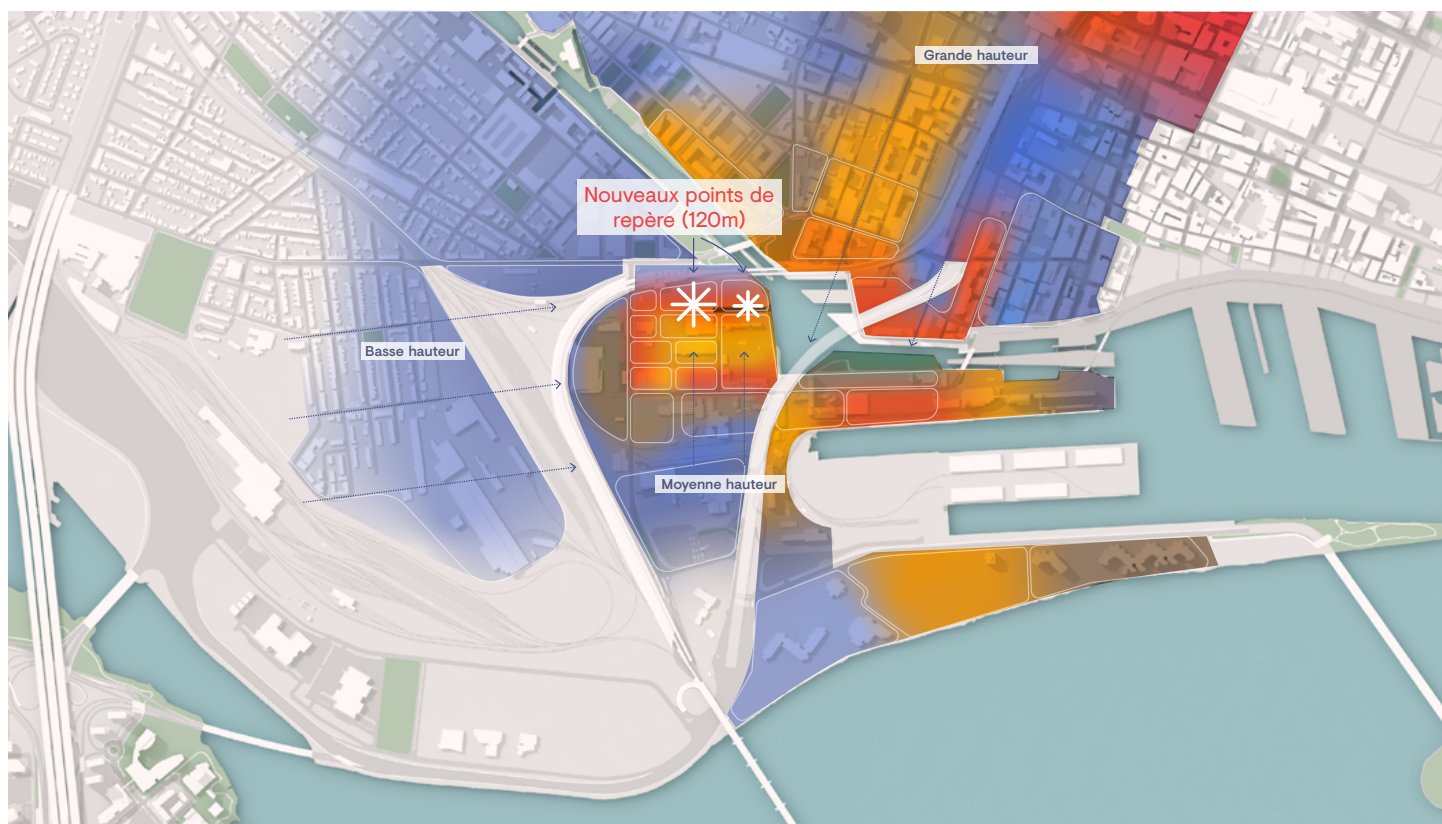 Grande hauteur
Nouveaux points de
repère (120m)
Basse hauteur
Moyenne hauteur